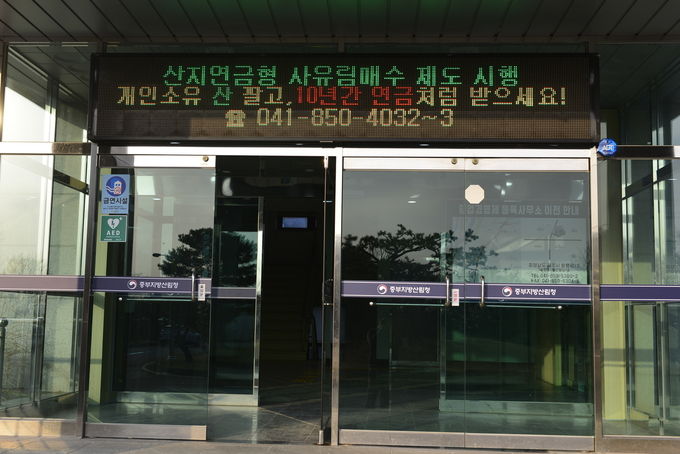 산지연금형 사유림매수 제도 시행
개인소유 산 팔고, 10년간 연금처럼 받으세요!
☎ 041-850-4032~3
금연시설
AED
중부지방산림청
중부지방산림청
중부지방산림청